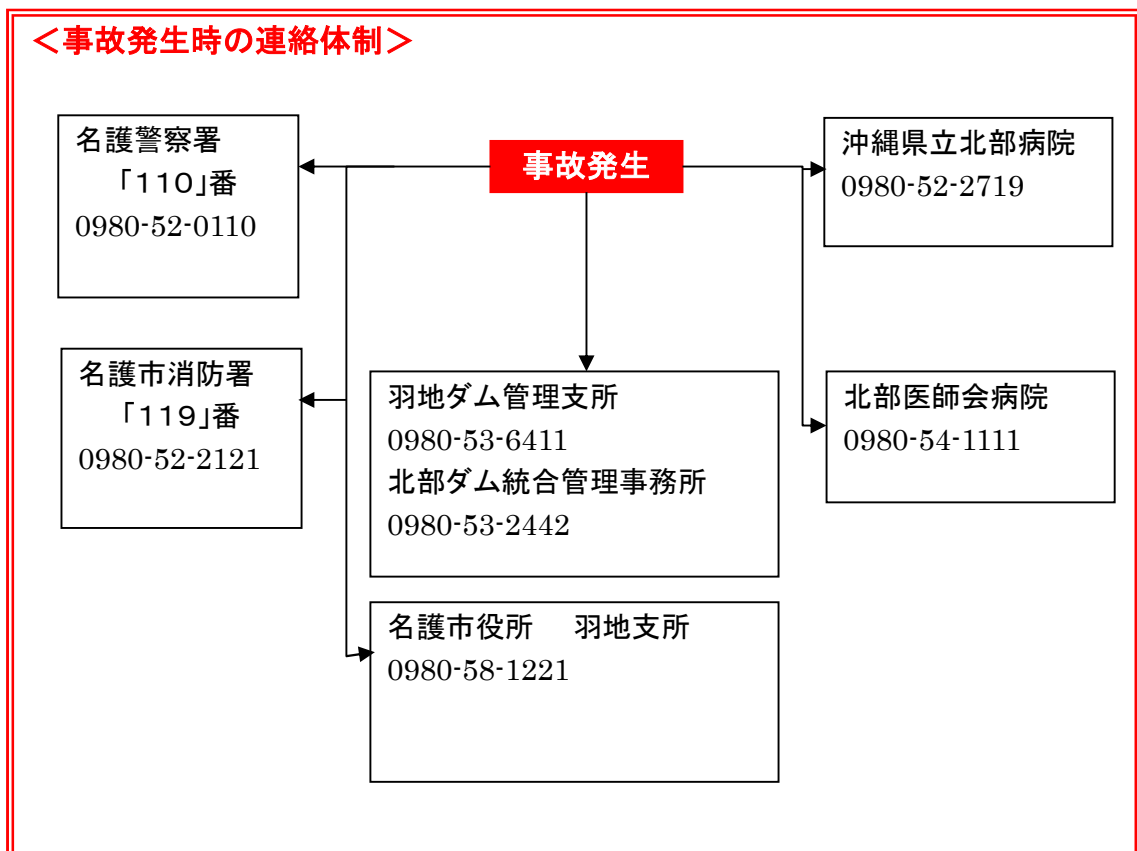 ＜事故発生時の連絡体制＞
事故発生
名護警察署
「110」番
0980-52-0110
沖縄県立北部病院
0980-52-2719
名護市消防署
「119」番
0980-52-2121
羽地ダム管理支所
0980-53-6411
北部ダム統合管理事務所
0980-53-2442
北部医師会病院
0980-54-1111
名護市役所　羽地支所
0980-58-1221